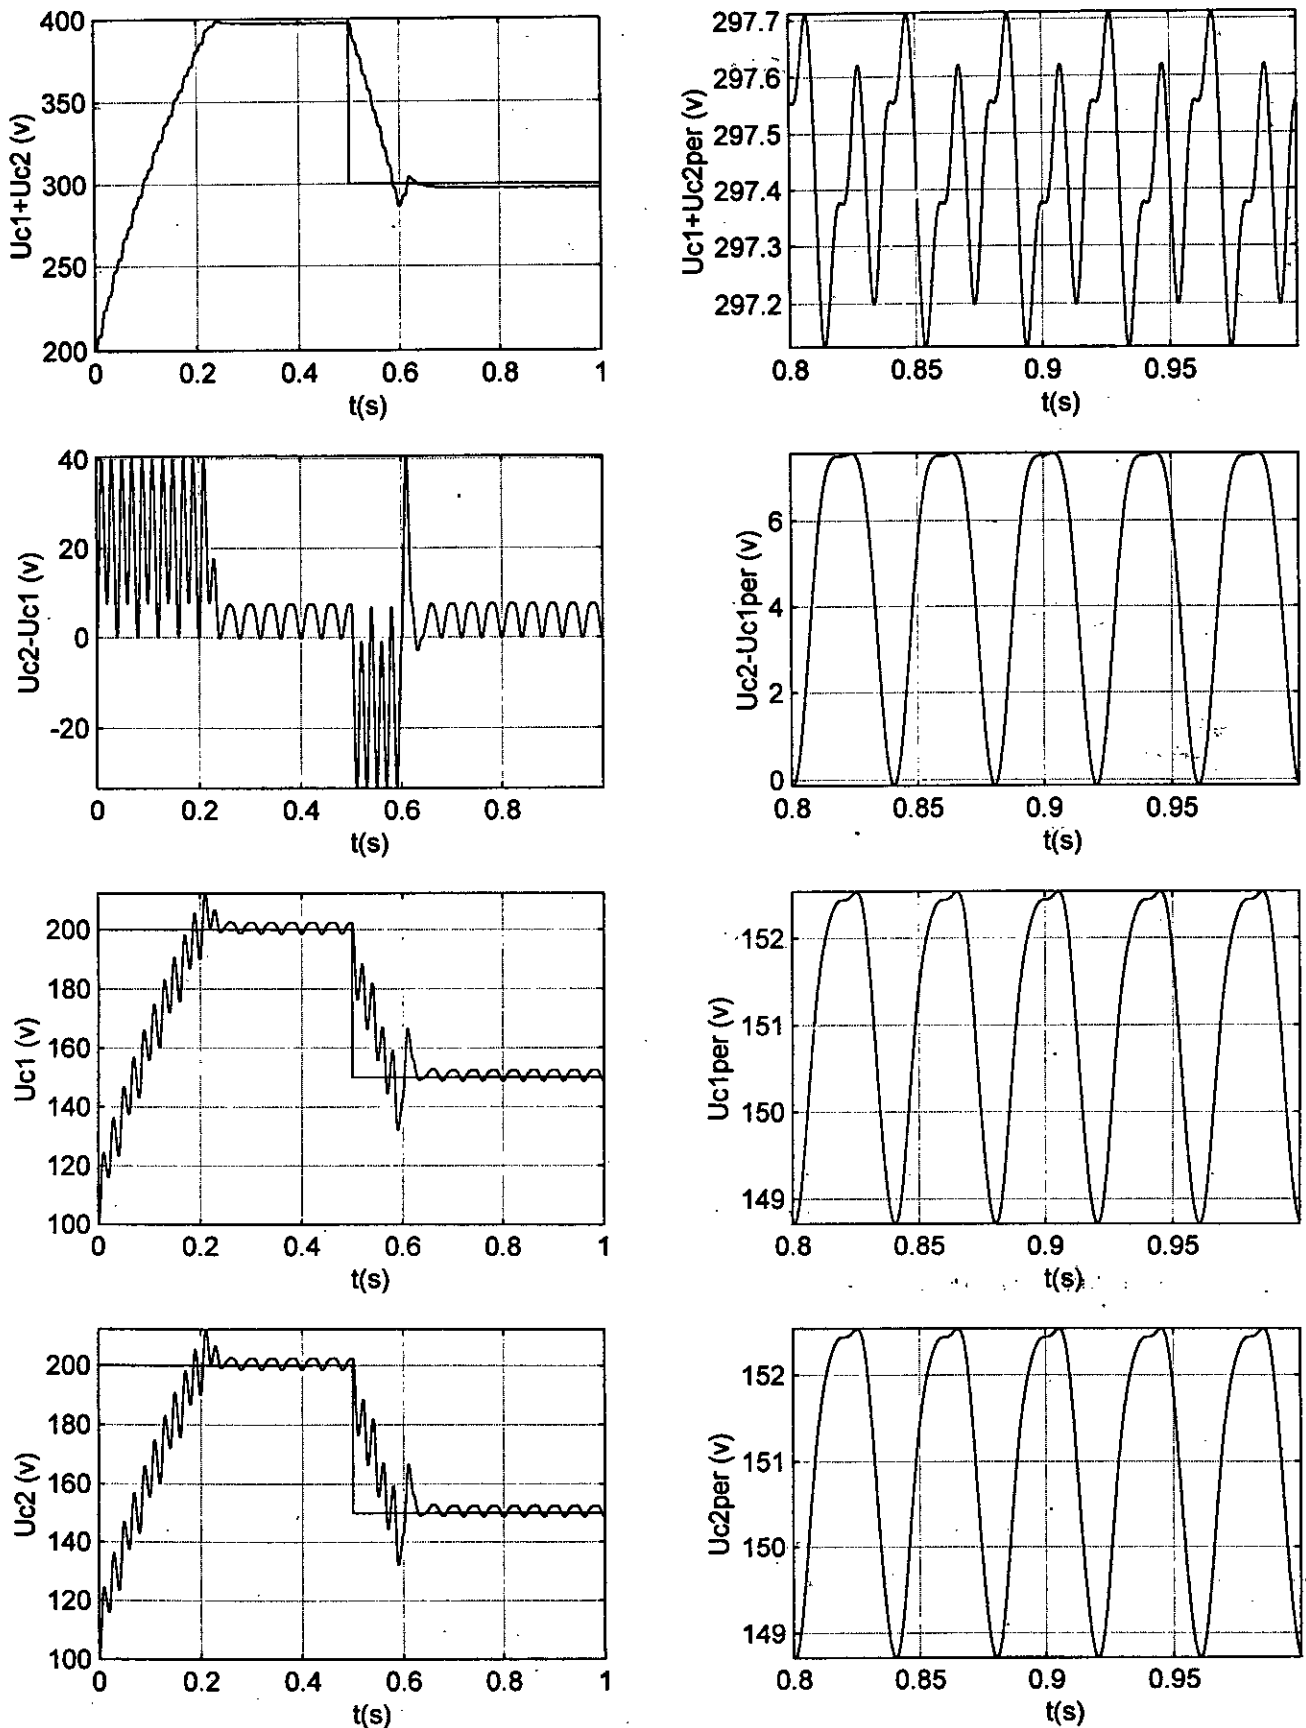 Uc1+Uc2 (v)
400
350
300
250
200
0 0.2 0.4 0.6 0.8 1
t(s)
Uc1+Uc2per (v)
297.7
297.6
297.5
297.4
297.3
297.2
0.8 0.85 0.9 0.95
t(s)
Uc2-Uc1 (v)
40
20
0
-20
0 0.2 0.4 0.6 0.8 1
t(s)
Uc2-Uc1per (v)
6
4
2
0
0.8 0.85 0.9 0.95
t(s)
Uc1 (v)
200
180
160
140
120
100
0 0.2 0.4 0.6 0.8 1
t(s)
Uc1per (v)
152
151
150
149
0.8 0.85 0.9 0.95
t(s)
Uc2 (v)
200
180
160
140
120
100
0 0.2 0.4 0.6 0.8 1
t(s)
Uc2per (v)
152
151
150
149
0.8 0.85 0.9 0.95
t(s)